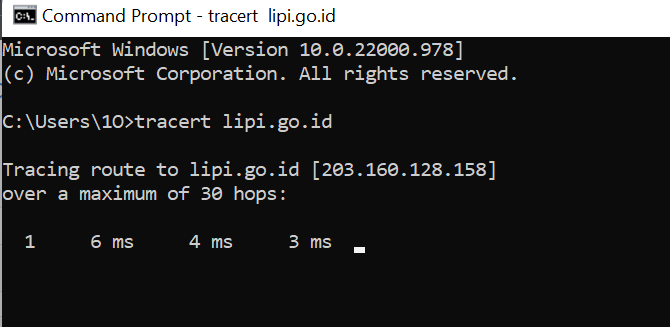 Command Prompt - tracert lipi.go.id
Microsoft Windows [Version 10.0.22000.978]
(c) Microsoft Corporation. All rights reserved.
C:\Users\1O>tracert lipi.go.id
Tracing route to lipi.go.id [203.160.128.158]
over a maximum of 30 hops:
1 6 ms 4 ms 3 ms